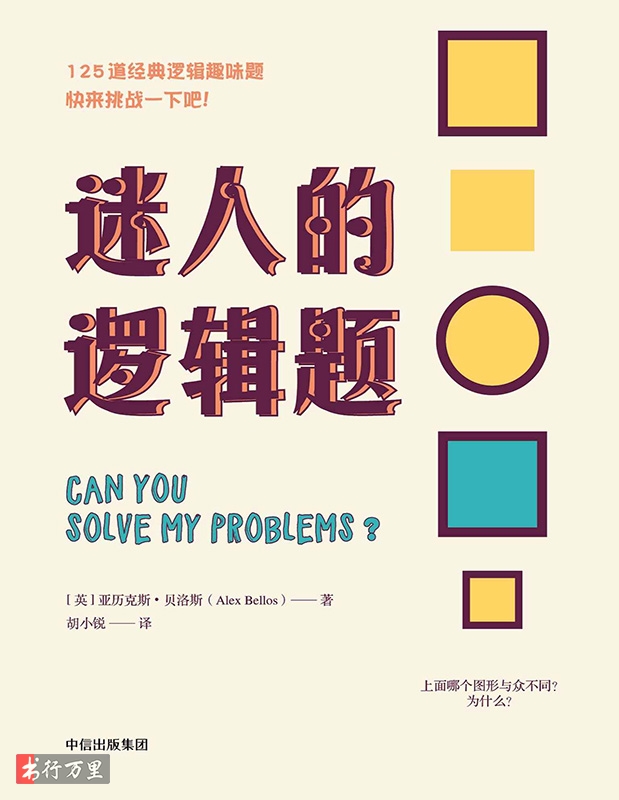 125道经典逻辑趣味题
快来挑战一下吧!
迷人的
逻辑题
CAN YOU
SOLVE MY PROBLEMS?
[英]亚历克斯·贝洛斯(Alex Bellos)——著
胡小锐——译
上面哪个图形与众不同?
为什么?
中信出版集团
书行万里